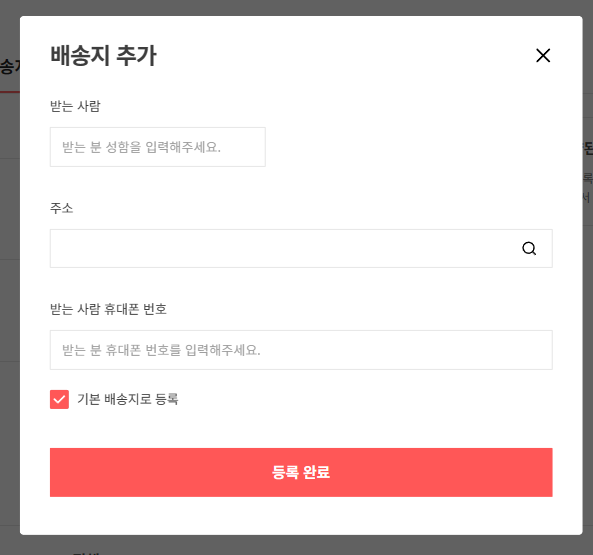 배송지 추가
받는 사람
받는 분 성함을 입력해주세요.
주소
받는 사람 휴대폰 번호
받는 분 휴대폰 번호를 입력해주세요.
기본 배송지로 등록
등록 완료